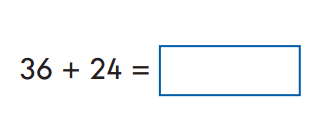 36 + 24 =